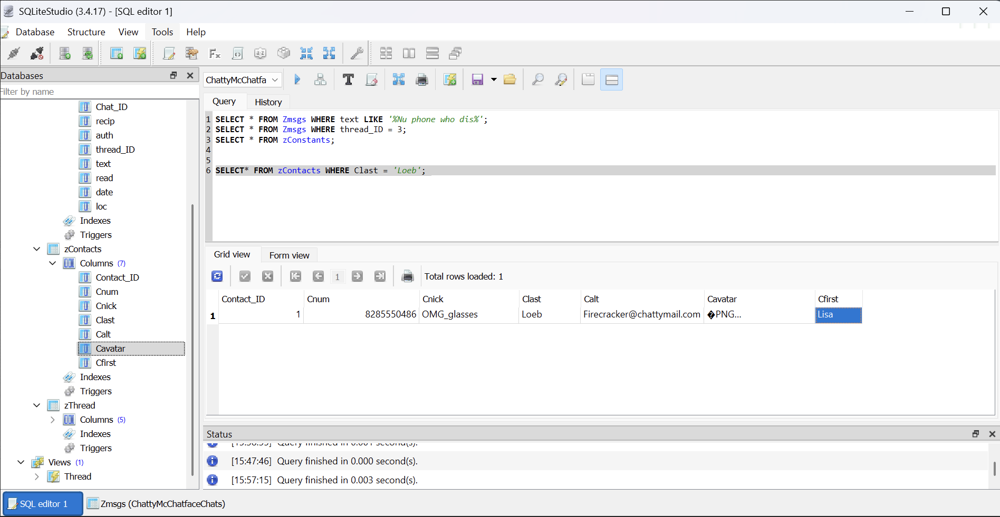 SQLiteStudio (3.4.17) - [SQL editor 1]
Database Structure View Tools Help
Databases
Filter by name
Chat_ID
recip
auth
thread_ID
text
read
date
loc
Indexes
Triggers
zContacts
Columns (7)
Contact_ID
Cnum
Cnick
Clast
Calt
Cavatar
Cfirst
Indexes
Triggers
zThread
Columns (5)
Indexes
Triggers
Views (1)
Thread
ChattyMcChatfa
Query History
1 SELECT * FROM Zmsgs WHERE text LIKE '%Nu phone who dis%';
2 SELECT * FROM Zmsgs WHERE thread_ID = 3;
3 SELECT * FROM zConstants;
4
5
6 SELECT* FROM zContacts WHERE Clast = 'Loeb';
Grid view Form view
1 Total rows loaded: 1
Contact_ID Cnum Cnick Clast Calt Cavatar Cfirst
1 1 8285550486 OMG_glasses Loeb Firecracker@chattymail.com �PNG... Lisa
Status
Query finished in 0.001 second(s).
[15:47:46] Query finished in 0.000 second(s).
[15:57:15] Query finished in 0.003 second(s).
SQL editor 1 Zmsgs (ChattyMcChatfaceChats)